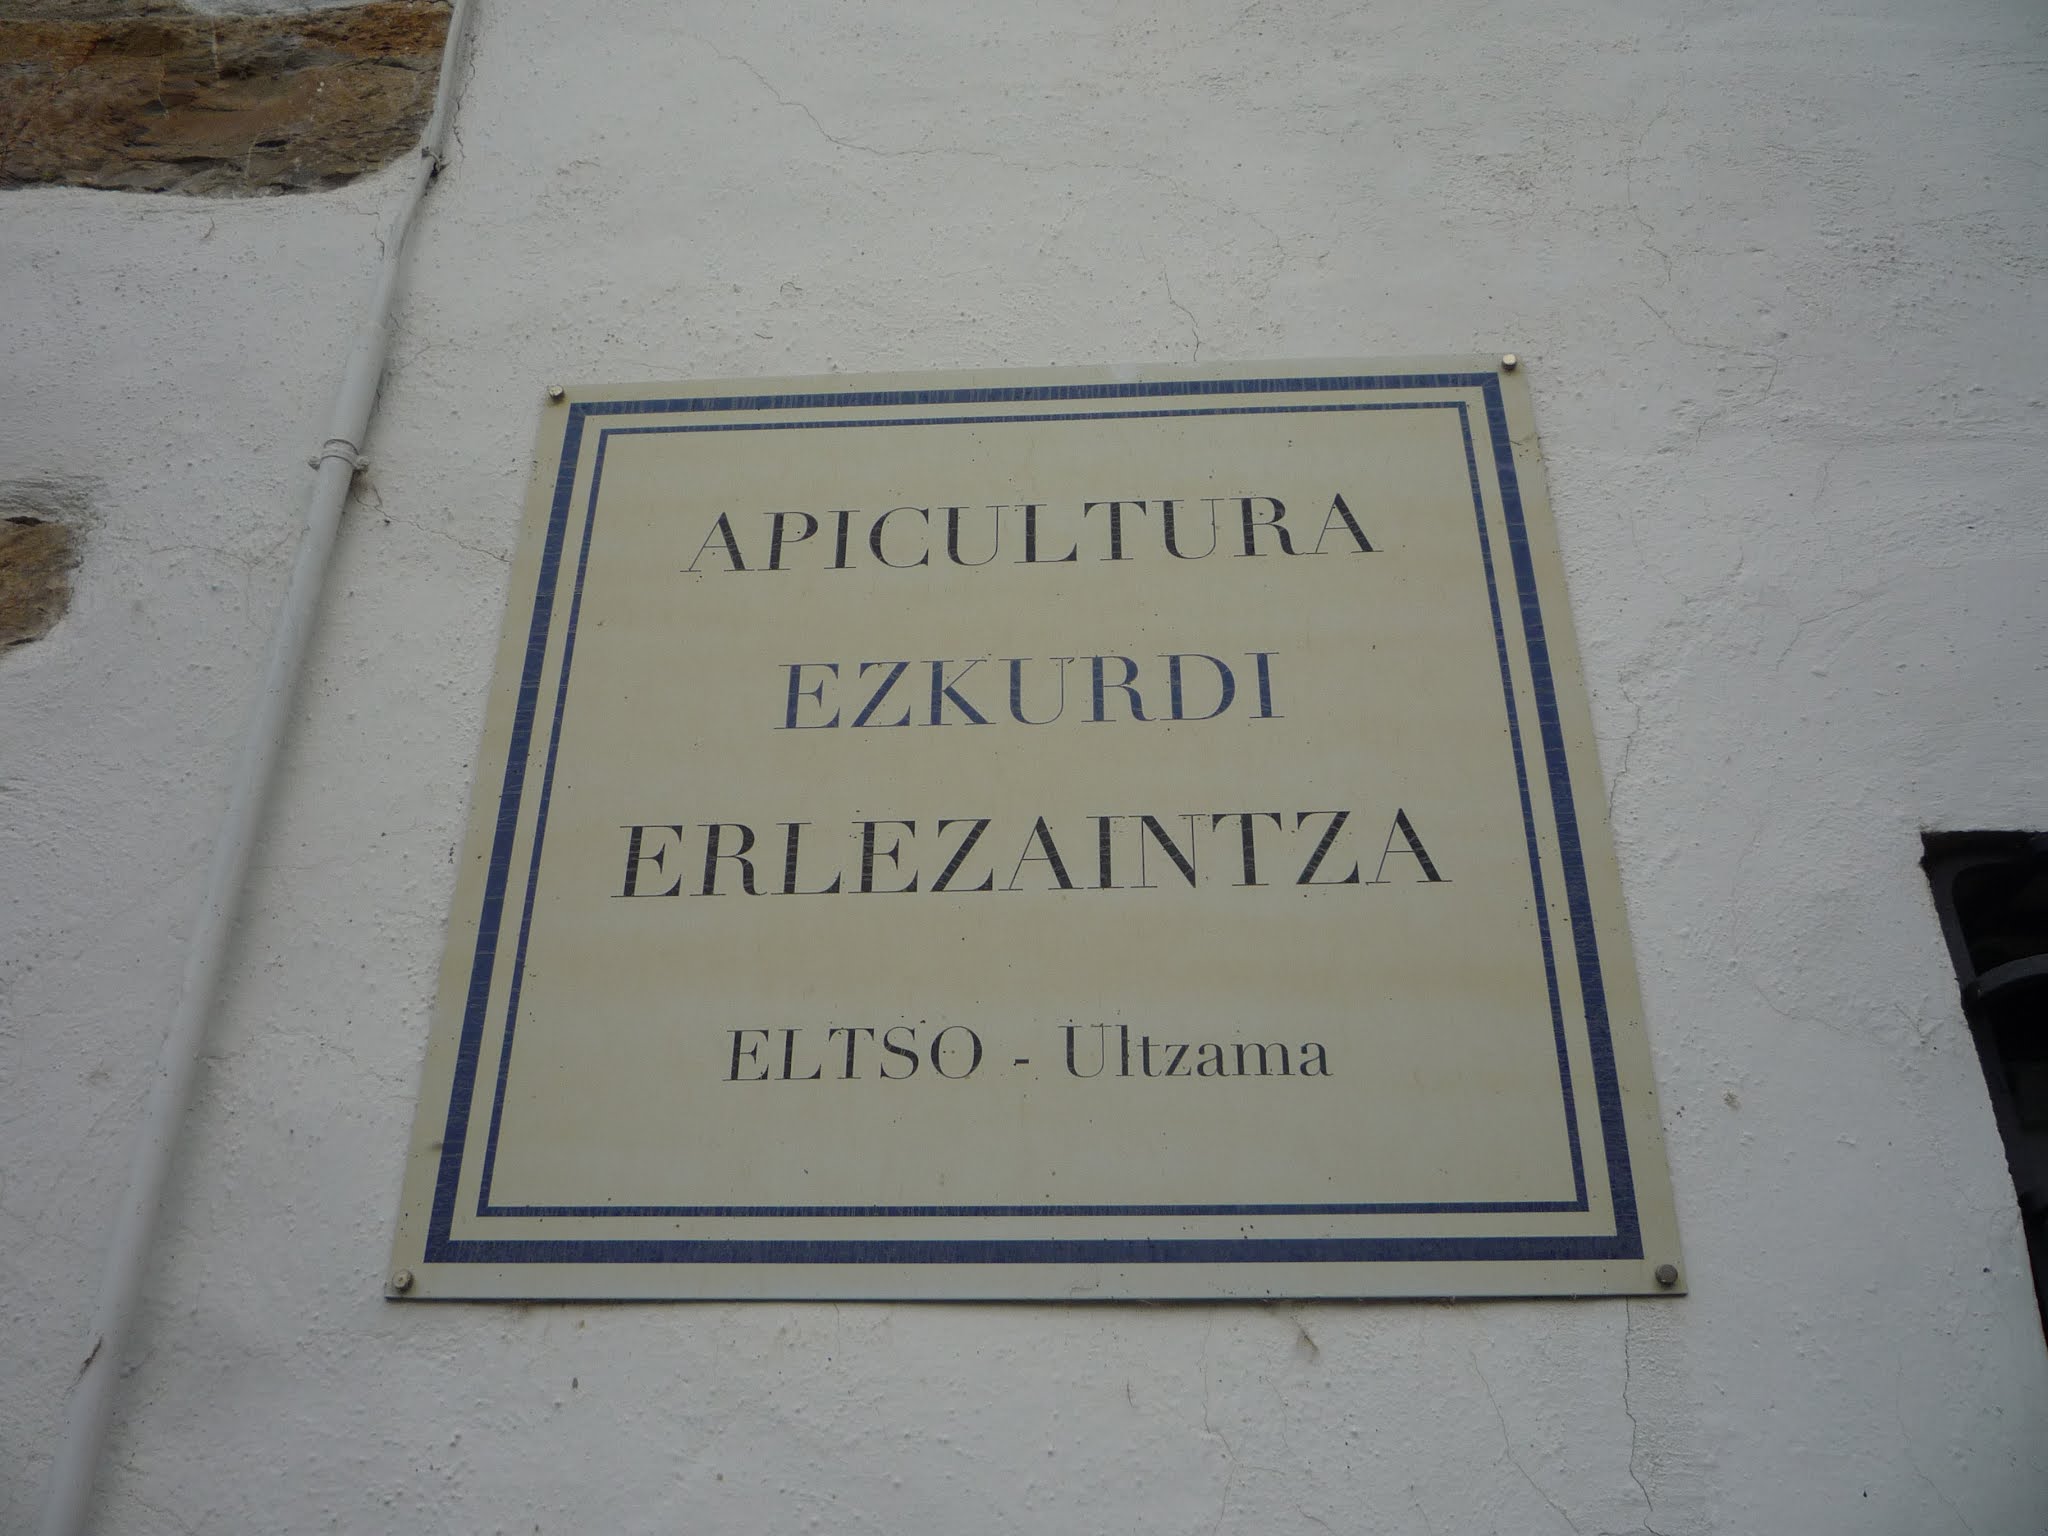 APICULTURA
EZKURDI
ERLEZAINTZA
ELTSO - Ultzama